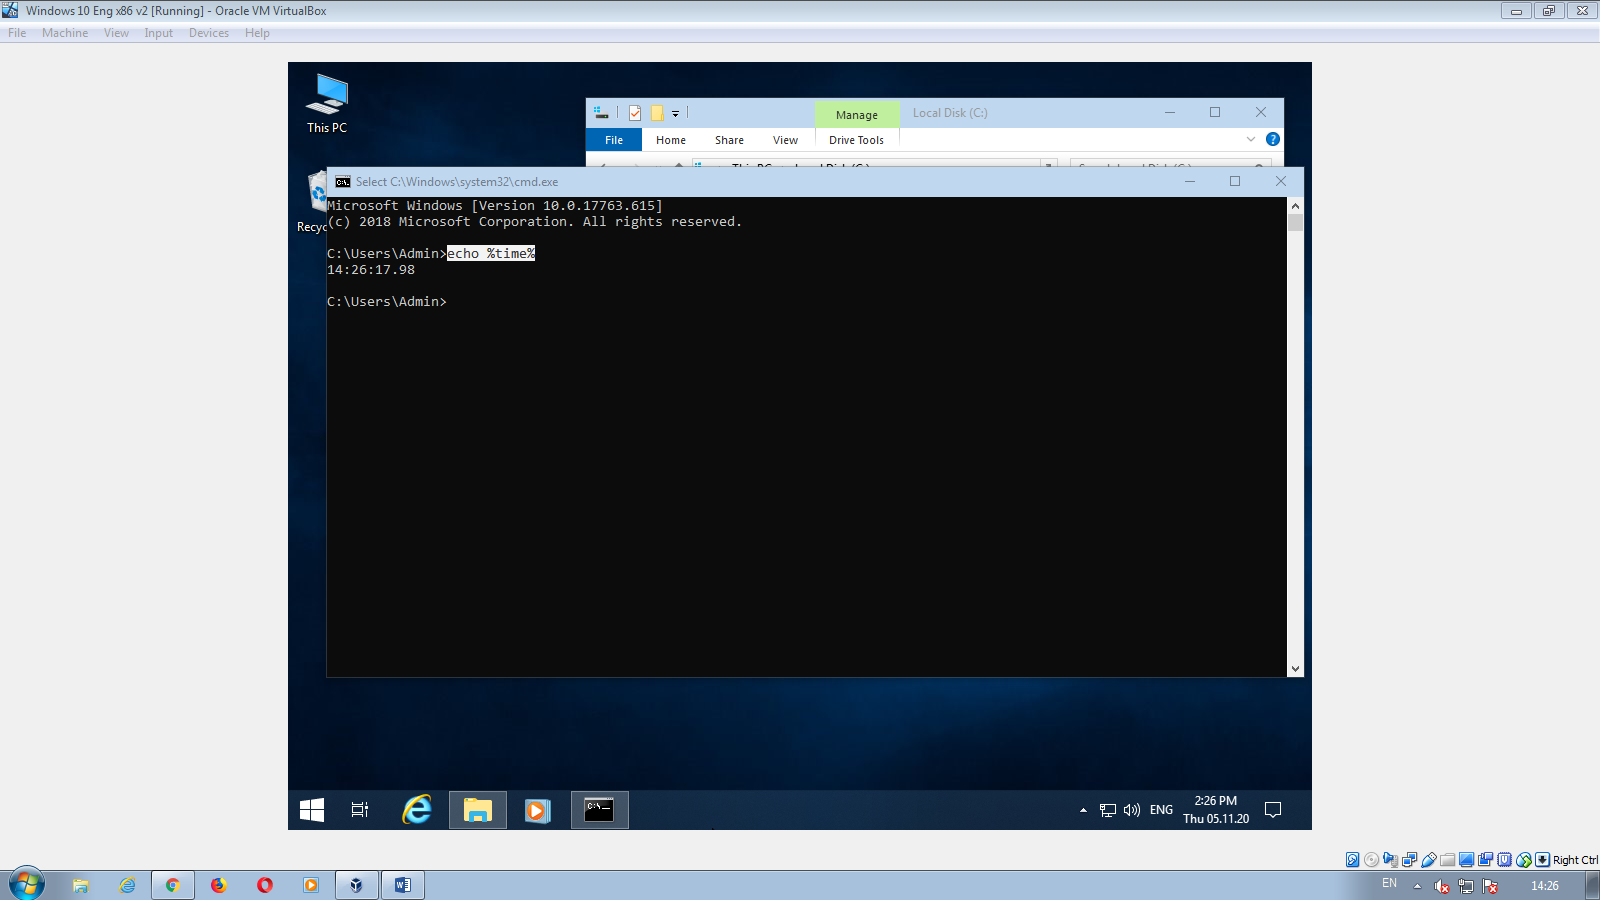 Windows 10 Eng x86 v2 [Running] - Oracle VM VirtualBox
File Machine View Input Devices Help
This PC
Manage Local Disk (C:)
File Home Share View Drive Tools
Select C:\Windows\system32\cmd.exe
Recyc
Microsoft Windows [Version 10.0.17763.615]
(c) 2018 Microsoft Corporation. All rights reserved.
C:\Users\Admin>echo %time%
14:26:17.98
C:\Users\Admin>
ENG
2:26 PM
Thu 05.11.20
Right Ctrl
EN
14:26